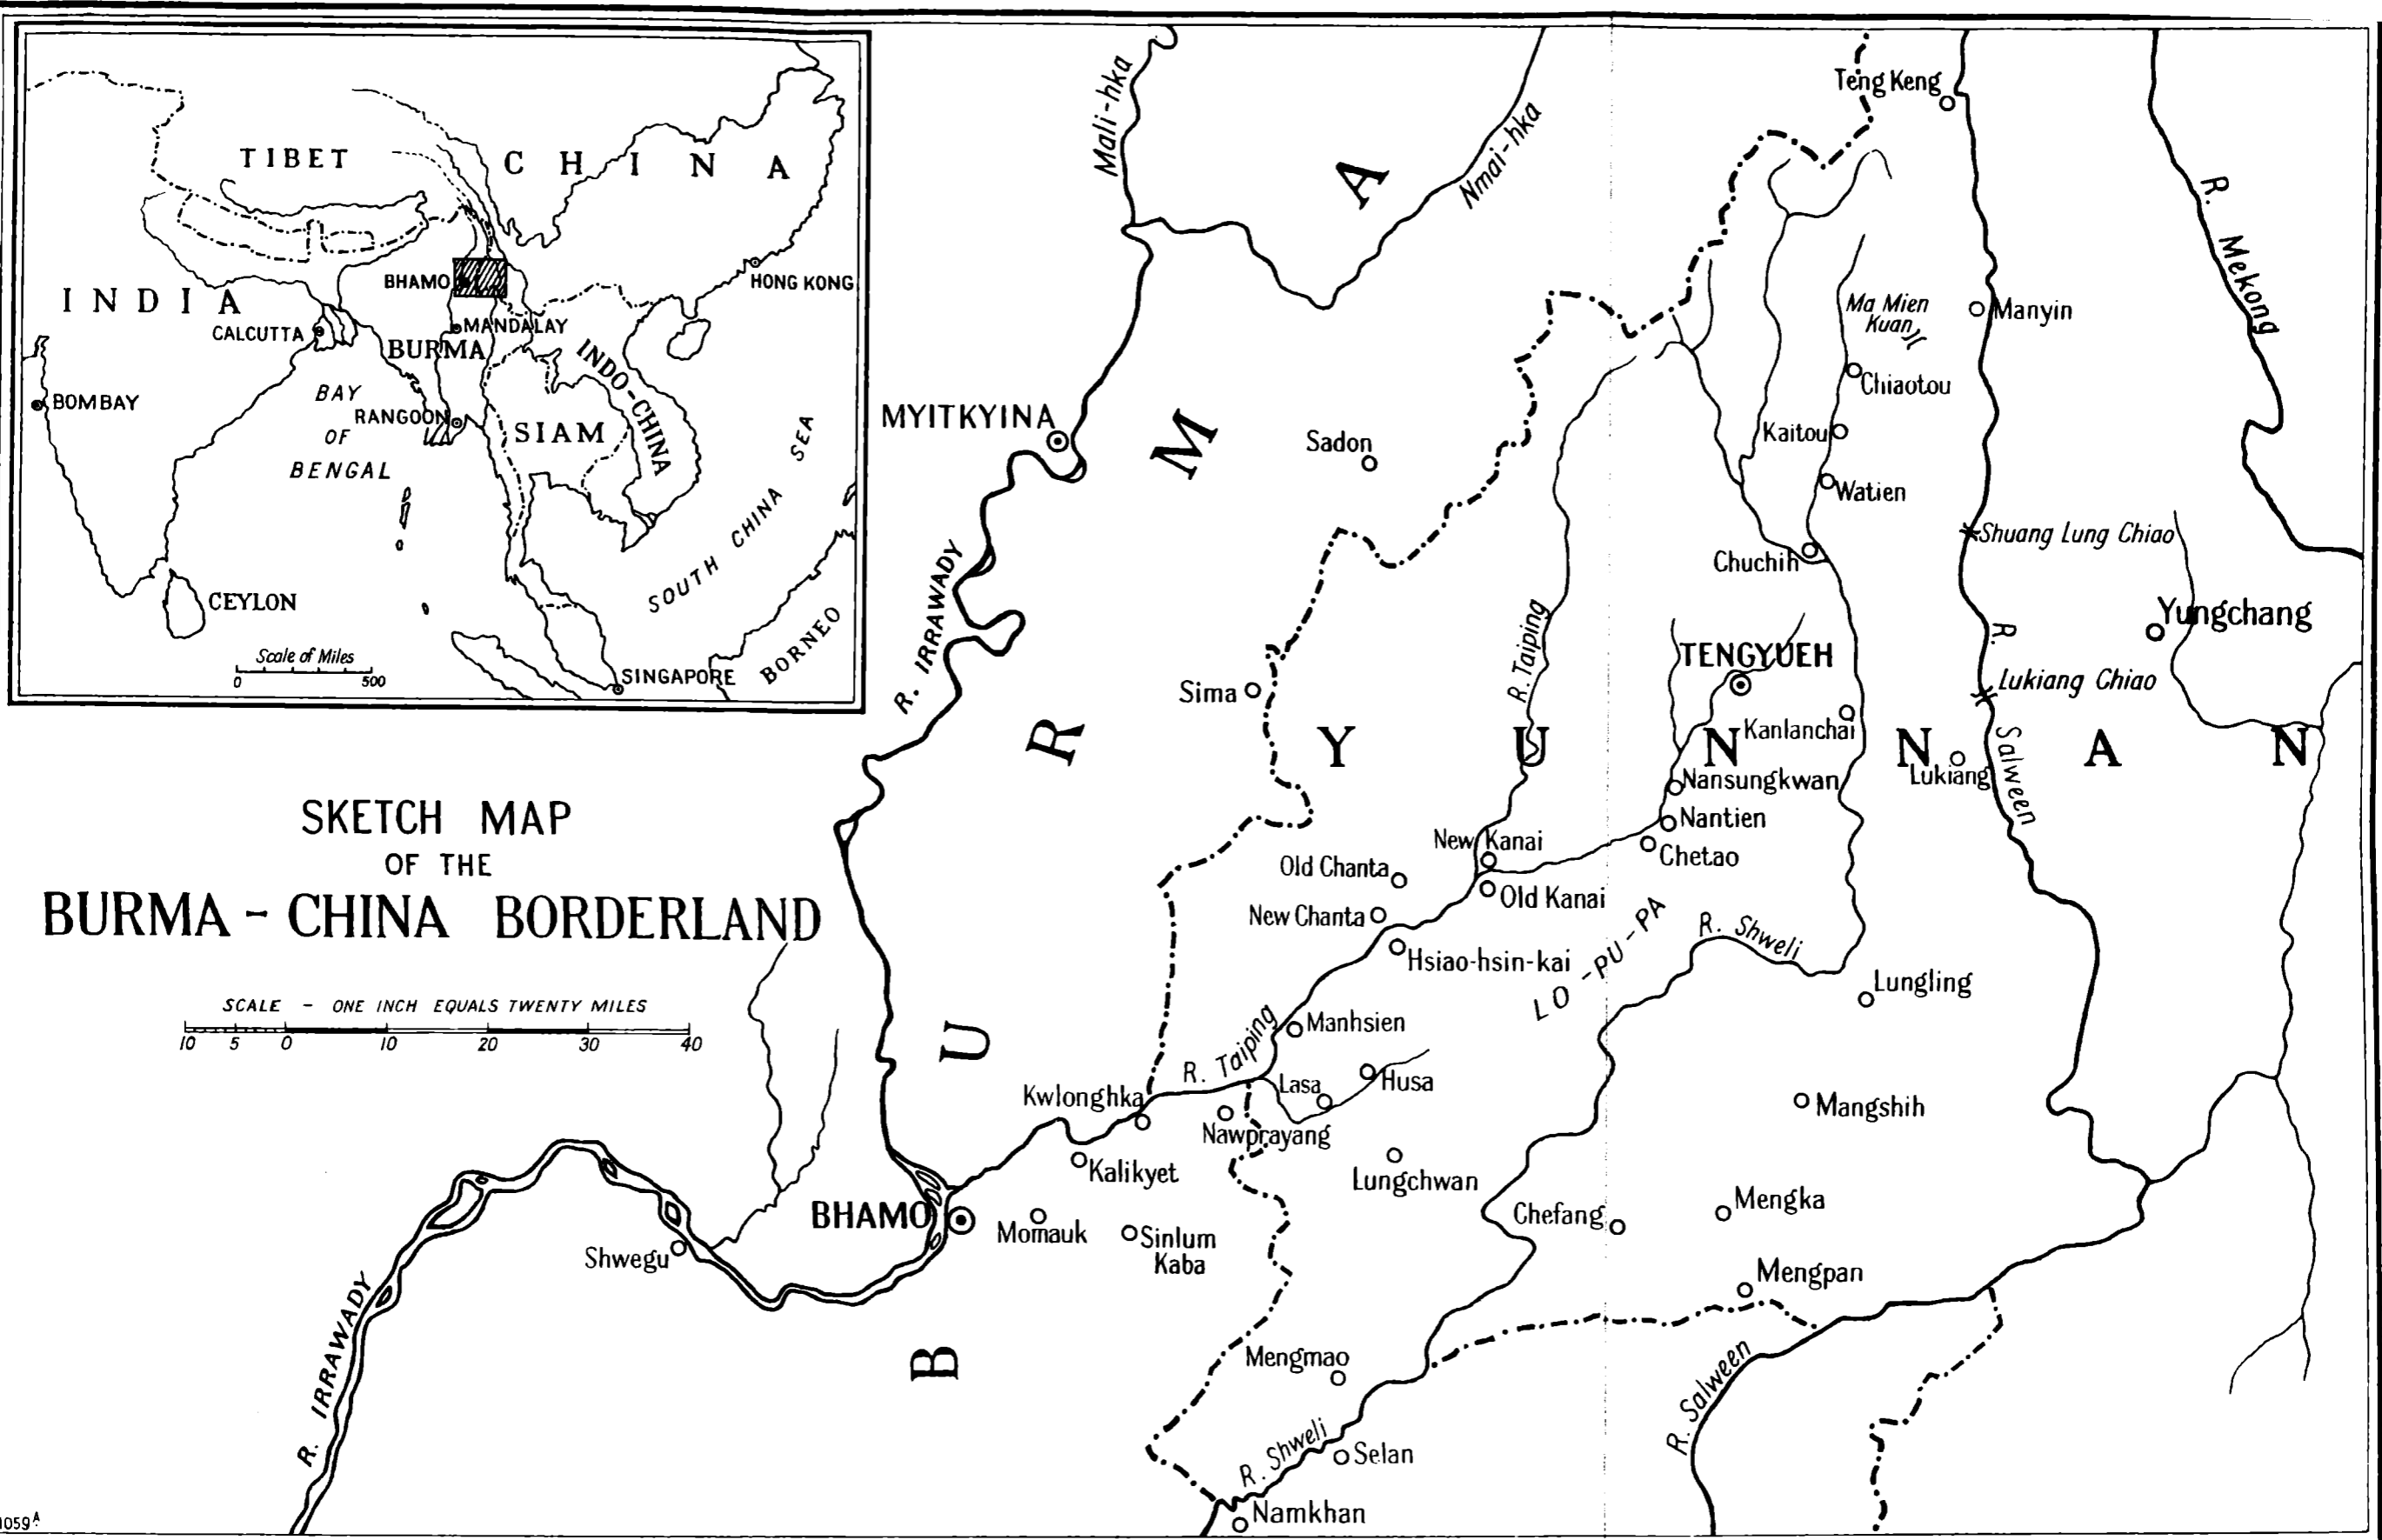 TIBET
CHINA
INDIA
BHAMO
HONG KONG
CALCUTTA
MANDALAY
BURMA
INDO-CHINA
BOMBAY
BAY
OF
BENGAL
RANGOON
SIAM
SOUTH CHINA SEA
CEYLON
BORNEO
SINGAPORE
Scale of Miles
0 500
SKETCH MAP
OF THE
BURMA - CHINA BORDERLAND
SCALE - ONE INCH EQUALS TWENTY MILES
10 5 0 10 20 30 40
BURMA
YUNNAN
Mali-hka
Nmai-hka
Teng Keng
R. Mekong
Ma Mien
Kuan
Manyin
Chiaotou
MYITKYINA
Sadon
Kaitou
Watien
Shuang Lung Chiao
Chuchih
R. IRRAWADY
R. Taiping
Yungchang
TENGYUEH
Sima
Lukiang Chiao
R. Salween
Kanlanchai
Lukiang
Nansungkwan
Nantien
New Kanai
Chetao
Old Chanta
Old Kanai
New Chanta
Hsiao-hsin-kai
LO-PU-PA
R. Shweli
Lungling
Manhsien
R. Taiping
Lasa
Husa
Kwlonghka
Nawprayang
Mangshih
Kalikyet
Lungchwan
BHAMO
Momauk
Sinlum
Kaba
Chefang
Mengka
Shwegu
Mengpan
R. IRRAWADY
Mengmao
R. Salween
R. Shweli
Selan
Namkhan
1059A